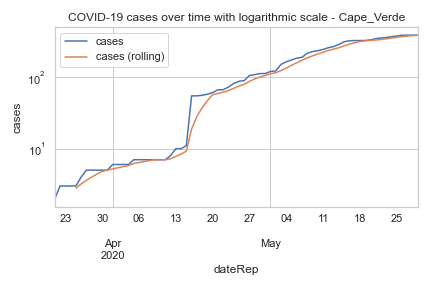 COVID-19 cases over time with logarithmic scale - Cape_Verde
cases
cases (rolling)
10²
10¹
cases
23 30 06 13 20 27 04 11 18 25
Apr May
2020
dateRep